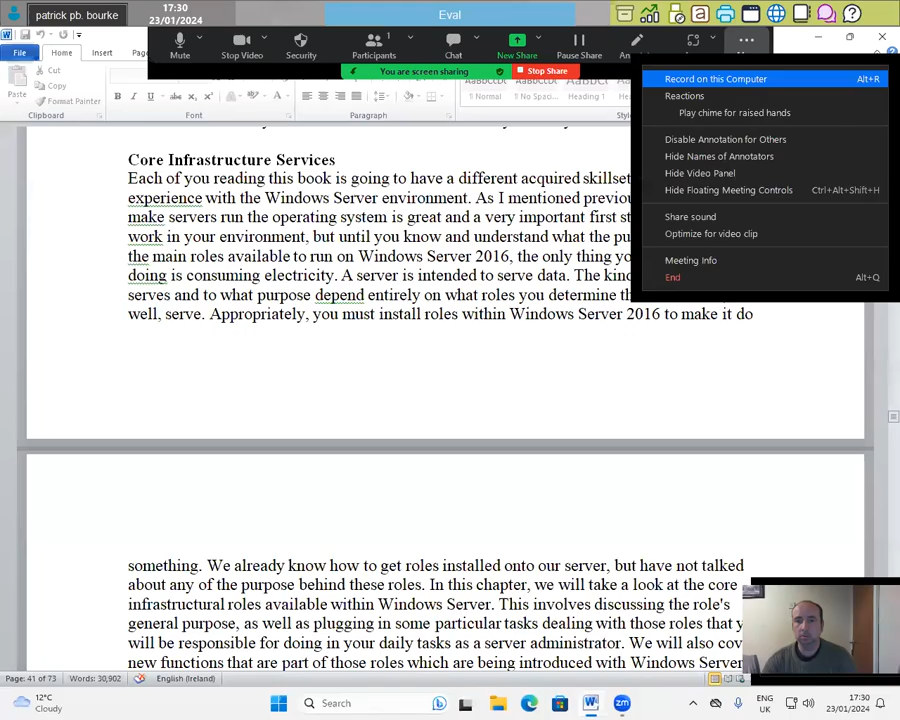 patrick pb. bourke
17:30
23/01/2024
Eval
File
Home
Insert
Mute
Stop Video
Security
Participants
1
Chat
New Share
Pause Share
You are screen sharing
Stop Share
Paste
Cut
Copy
Format Painter
Clipboard
Font
Paragraph
Normal
No Spac...
Heading 1
Record on this Computer Alt+R
Reactions
Play chime for raised hands
Disable Annotation for Others
Hide Names of Annotators
Hide Video Panel
Hide Floating Meeting Controls Ctrl+Alt+Shift+H
Share sound
Optimize for video clip
Meeting Info
End Alt+Q
Core Infrastructure Services
Each of you reading this book is going to have a different acquired skillset
experience with the Windows Server environment. As I mentioned
make servers run the operating system is great and a very important first
work in your environment, but until you know and understand what the
the main roles available to run on Windows Server 2016, the only thing
doing is consuming electricity. A server is intended to serve data. The
serves and to what purpose depend entirely on what roles you determine
well, serve. Appropriately, you must install roles within Windows Server 2016 to make it do
something. We already know how to get roles installed onto our server, but have not talked
about any of the purpose behind these roles. In this chapter, we will take a look at the core
infrastructural roles available within Windows Server. This involves discussing the role's
general purpose, as well as plugging in some particular tasks dealing with those roles that
will be responsible for doing in your daily tasks as a server administrator. We will also
new functions that are part of those roles which are being introduced with Windows Server
Page: 41 of 73 Words: 30,902 English (Ireland)
12°C
Cloudy
Search
ENG
UK
17:30
23/01/2024